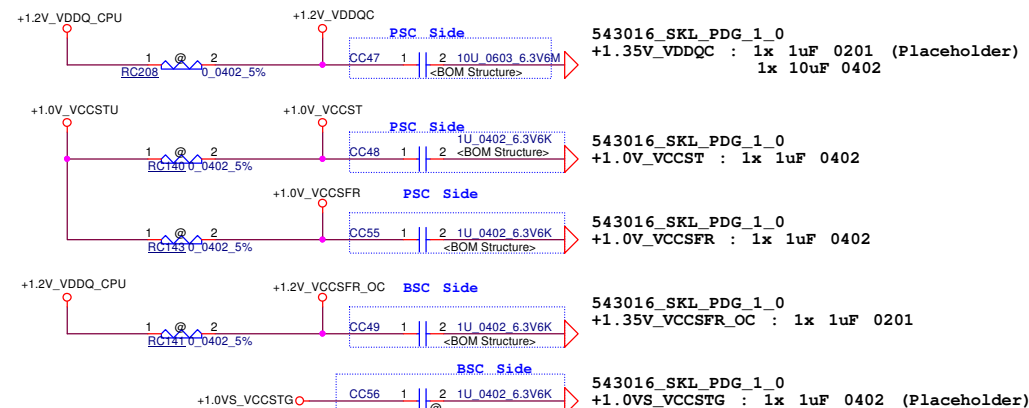 +1.2V_VDDQ_CPU
+1.2V_VDDQC
PSC Side
1 @ 2
RC208 0_0402_5%
CC47 1 2 10U_0603_6.3V6M
<BOM Structure>
543016_SKL_PDG_1_0
+1.35V_VDDQC : 1x 1uF 0201 (Placeholder)
1x 10uF 0402
+1.0V_VCCSTU
+1.0V_VCCST
PSC Side
1 @ 2
RC140 0_0402_5%
1U_0402_6.3V6K
CC48 1 2 <BOM Structure>
543016_SKL_PDG_1_0
+1.0V_VCCST : 1x 1uF 0402
+1.0V_VCCSFR
PSC Side
1 @ 2
RC143 0_0402_5%
CC55 1 2 1U_0402_6.3V6K
<BOM Structure>
543016_SKL_PDG_1_0
+1.0V_VCCSFR : 1x 1uF 0402
+1.2V_VDDQ_CPU
+1.2V_VCCSFR_OC
BSC Side
1 @ 2
RC141 0_0402_5%
CC49 1 2 1U_0402_6.3V6K
<BOM Structure>
543016_SKL_PDG_1_0
+1.35V_VCCSFR_OC : 1x 1uF 0201
BSC Side
+1.0VS_VCCSTG
CC56 1 2 1U_0402_6.3V6K
@
543016_SKL_PDG_1_0
+1.0VS_VCCSTG : 1x 1uF 0402 (Placeholder)